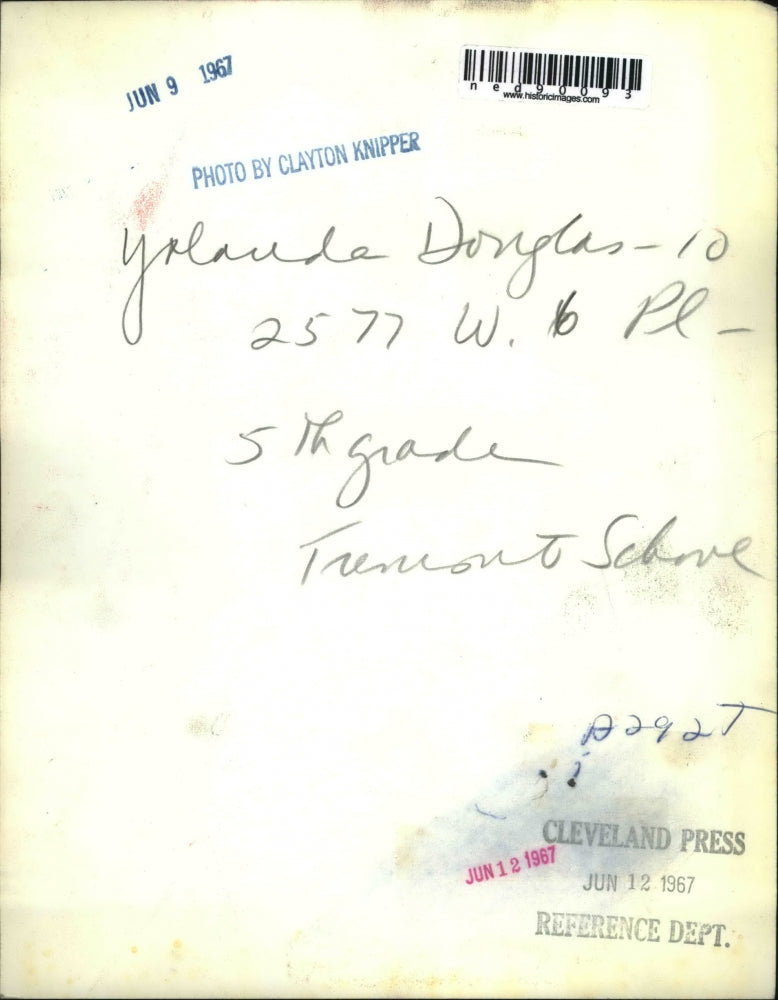 JUN 9 1967
ned90093
www.historicimages.com
PHOTO BY CLAYTON KNIPPER
Yolanda Douglas - 10
2577 W. 6 Pl -
5th grade
Tremont School
CLEVELAND PRESS
JUN 12 1967
JUN 12 1967
REFERENCE DEPT.